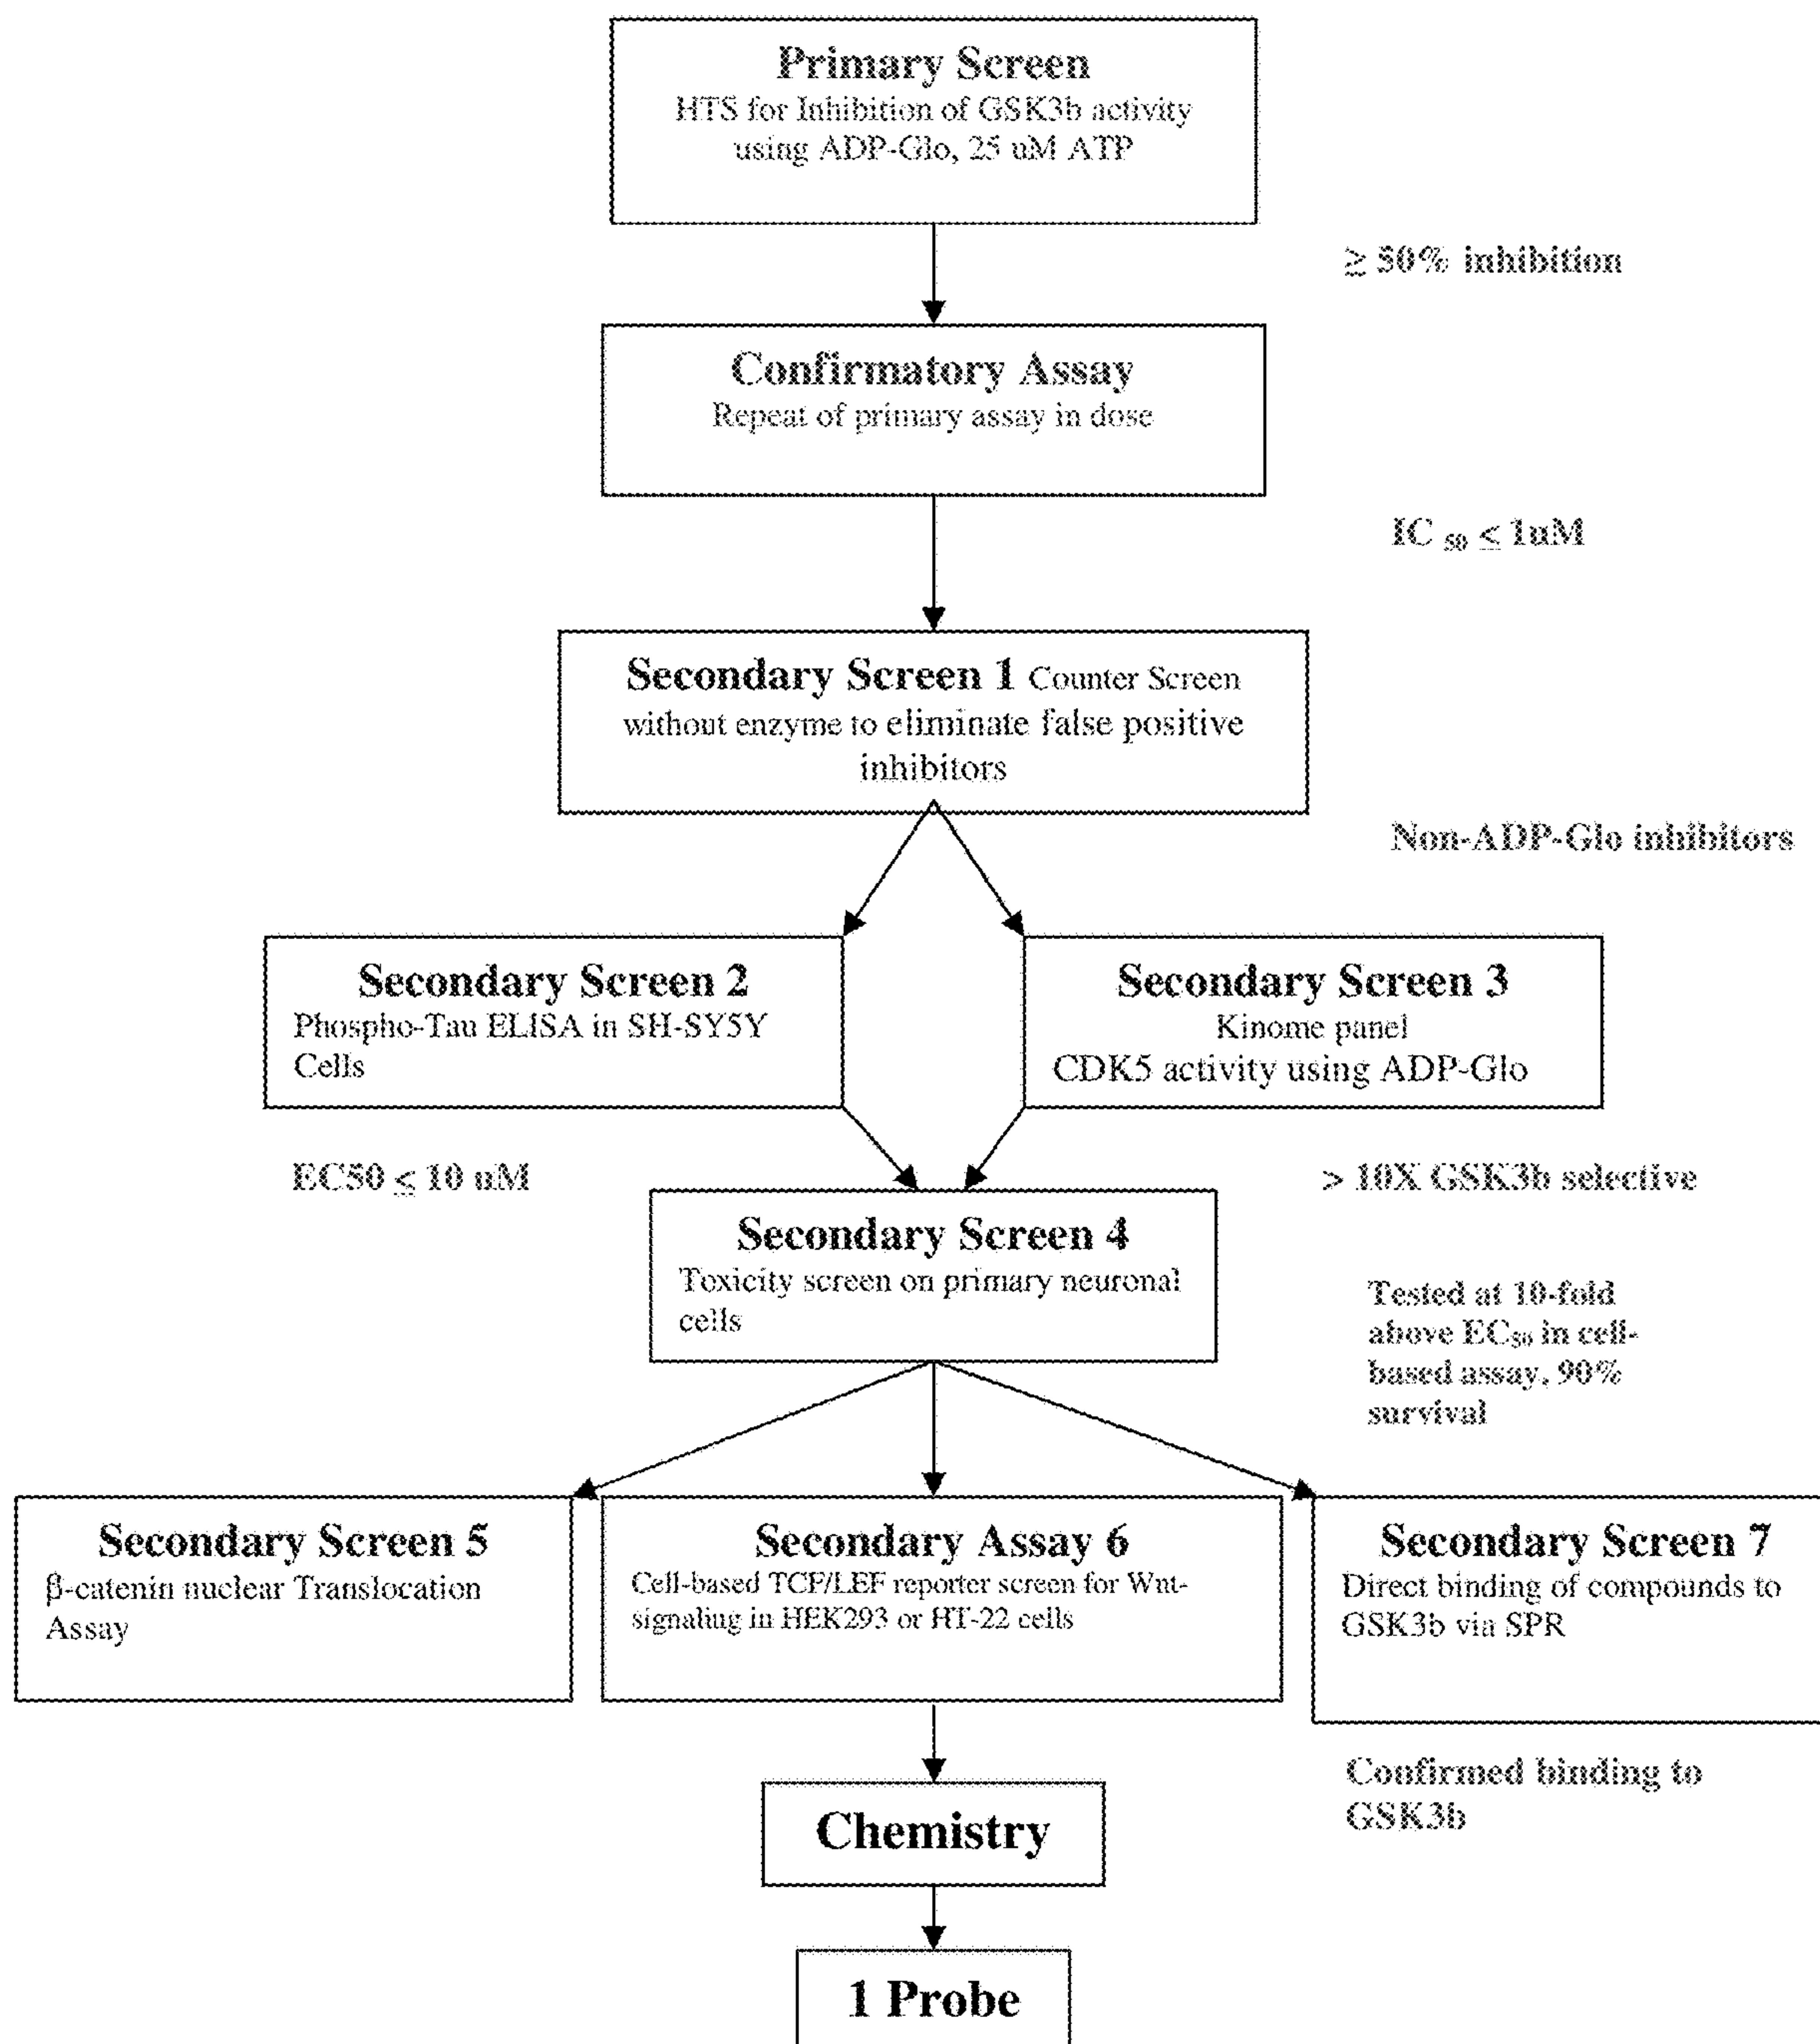 Primary Screen
HTS for Inhibition of GSK3b activity
using ADP-Glo, 25 uM ATP
≥ 50% inhibition
Confirmatory Assay
Repeat of primary assay in dose
IC 50 ≤ 1uM
Secondary Screen 1 Counter Screen
without enzyme to eliminate false positive
inhibitors
Non-ADP-Glo inhibitors
Secondary Screen 2
Phospho-Tau ELISA in SH-SY5Y
Cells
Secondary Screen 3
Kinome panel
CDK5 activity using ADP-Glo
EC50 ≤ 10 uM
> 10X GSK3b selective
Secondary Screen 4
Toxicity screen on primary neuronal
cells
Tested at 10-fold
above EC50 in cell-
based assay, 90%
survival
Secondary Screen 5
β-catenin nuclear Translocation
Assay
Secondary Assay 6
Cell-based TCF/LEF reporter screen for Wnt-
signaling in HEK293 or HT-22 cells
Secondary Screen 7
Direct binding of compounds to
GSK3b via SPR
Confirmed binding to
GSK3b
Chemistry
1 Probe